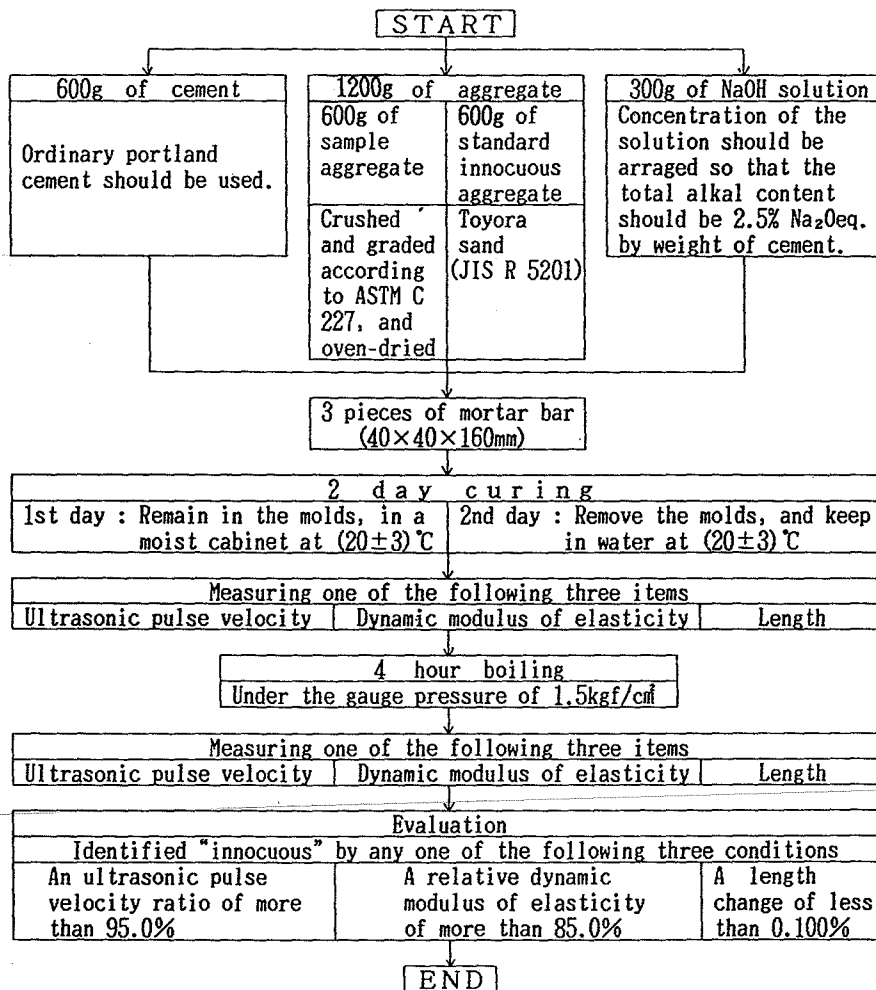 START
600g of cement
Ordinary portland
cement should be used.
1200g of aggregate
600g of
sample
aggregate
600g of
standard
innocuous
aggregate
Crushed
and graded
according
to ASTM C
227, and
oven-dried
Toyora
sand
(JIS R 5201)
300g of NaOH solution
Concentration of the
solution should be
arraged so that the
total alkal content
should be 2.5% Na₂Oeq.
by weight of cement.
3 pieces of mortar bar
(40×40×160mm)
2 day curing
1st day : Remain in the molds, in a
moist cabinet at (20±3)℃
2nd day : Remove the molds, and keep
in water at (20±3)℃
Measuring one of the following three items
Ultrasonic pulse velocity
Dynamic modulus of elasticity
Length
4 hour boiling
Under the gauge pressure of 1.5kgf/cm²
Measuring one of the following three items
Ultrasonic pulse velocity
Dynamic modulus of elasticity
Length
Evaluation
Identified "innocuous" by any one of the following three conditions
An ultrasonic pulse
velocity ratio of more
than 95.0%
A relative dynamic
modulus of elasticity
of more than 85.0%
A length
change of less
than 0.100%
END